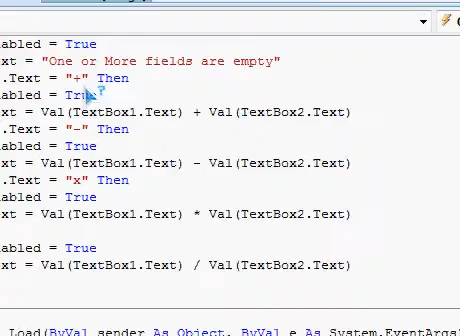 abled = True
xt = "One or More fields are empty"
.Text = "+" Then
abled = True
xt = Val(TextBox1.Text) + Val(TextBox2.Text)
.Text = "-" Then
abled = True
xt = Val(TextBox1.Text) - Val(TextBox2.Text)
.Text = "x" Then
abled = True
xt = Val(TextBox1.Text) * Val(TextBox2.Text)
abled = True
xt = Val(TextBox1.Text) / Val(TextBox2.Text)
Load(ByVal sender As Object, ByVal e As System.EventArgs